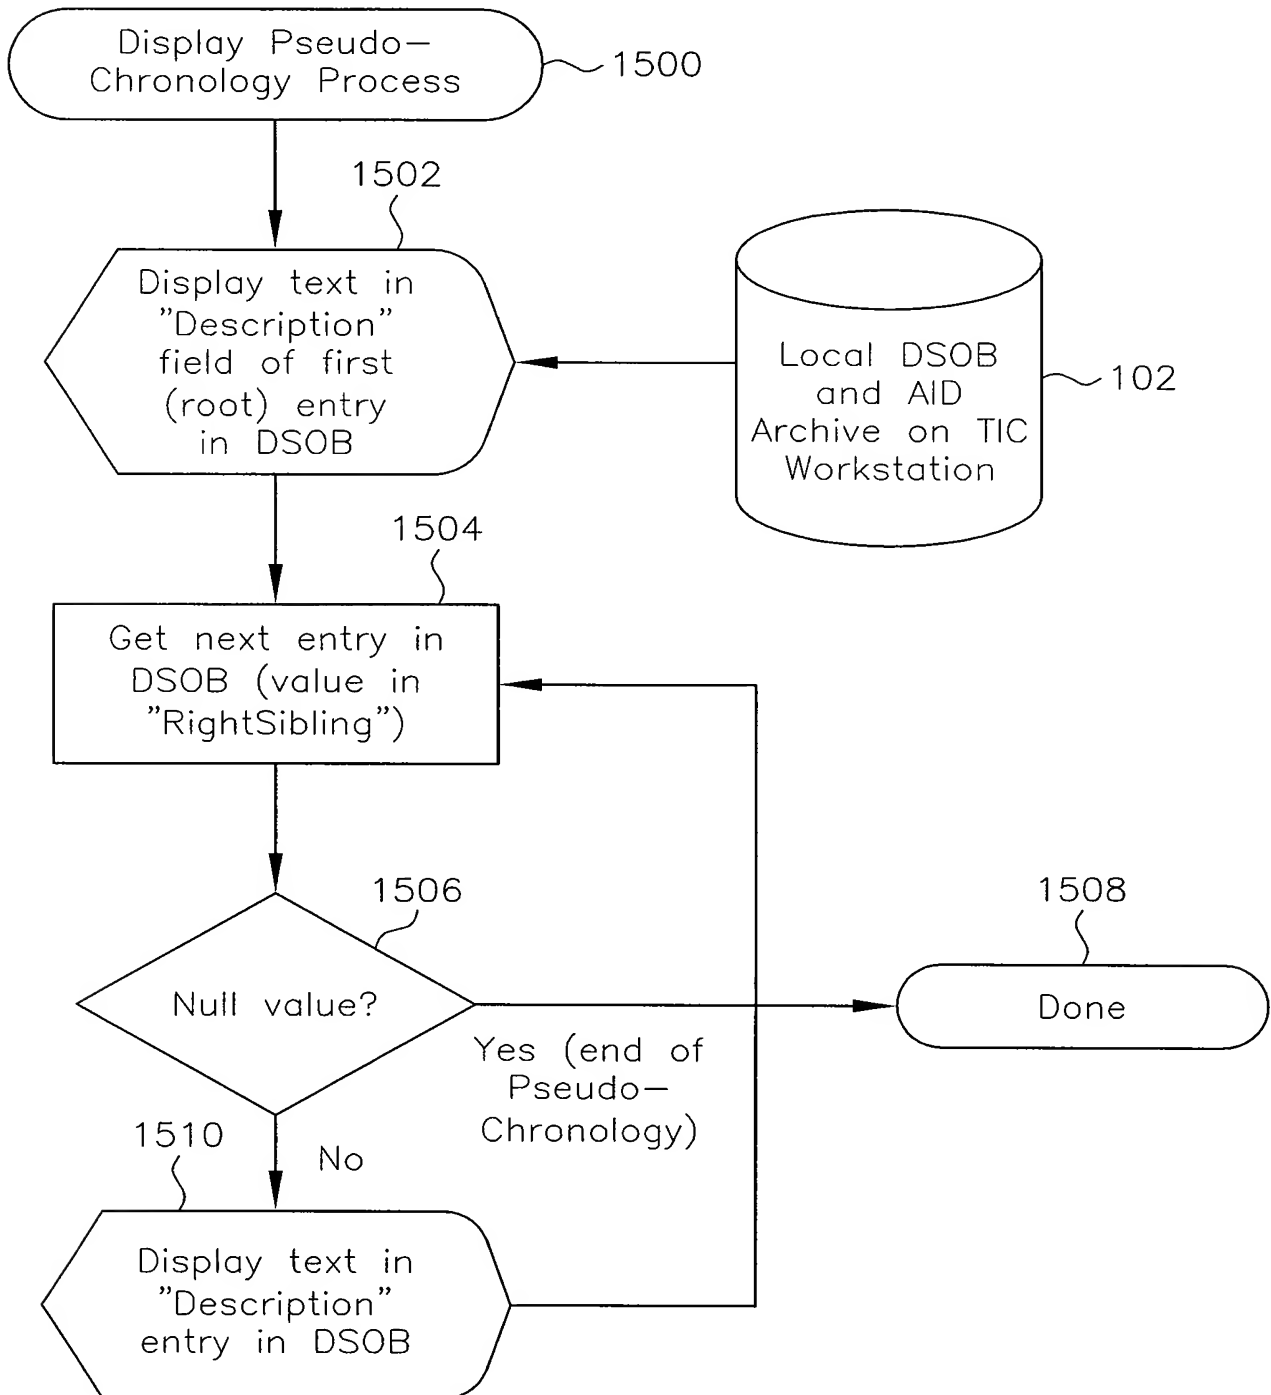 Display Pseudo—
Chronology Process
1500
1502
Display text in
"Description"
field of first
(root) entry
in DSOB
Local DSOB
and AID
Archive on TIC
Workstation
102
1504
Get next entry in
DSOB (value in
"RightSibling")
1506
Null value?
Yes (end of
Pseudo—
Chronology)
1508
Done
No
1510
Display text in
"Description"
entry in DSOB